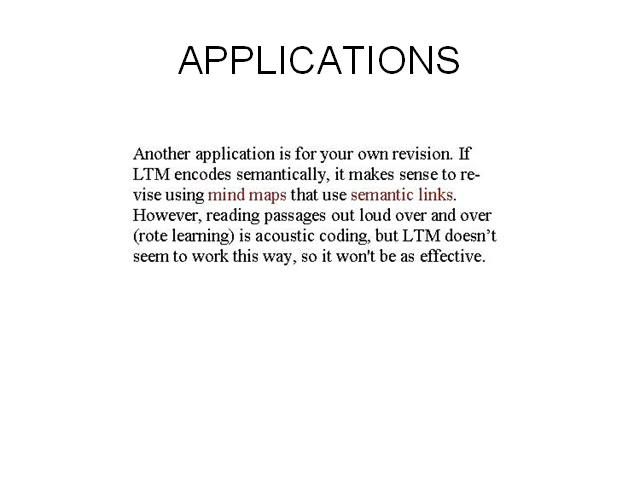 APPLICATIONS
Another application is for your own revision. If
LTM encodes semantically, it makes sense to re-
vise using mind maps that use semantic links.
However, reading passages out loud over and over
(rote learning) is acoustic coding, but LTM doesn’t
seem to work this way, so it won't be as effective.